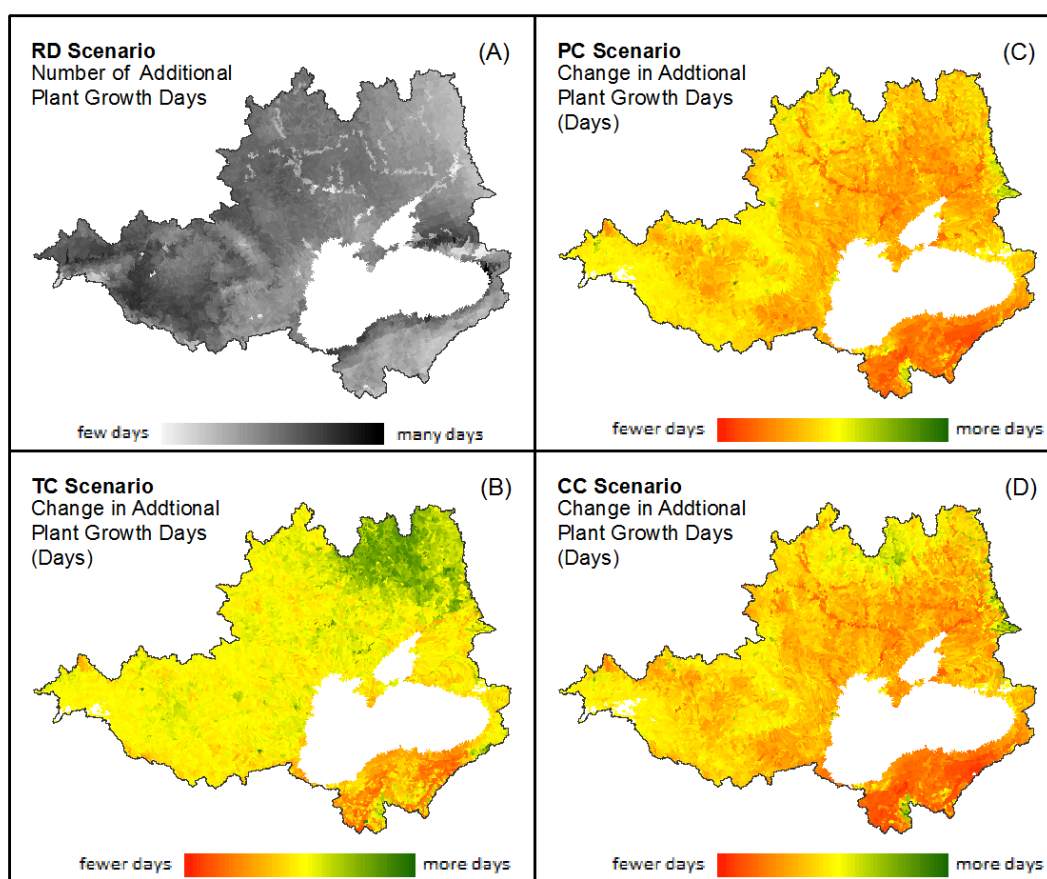 RD Scenario
Number of Additional
Plant Growth Days
(A)
few days
many days
PC Scenario
Change in Addtional
Plant Growth Days
(Days)
(C)
fewer days
more days
TC Scenario
Change in Addtional
Plant Growth Days
(Days)
(B)
fewer days
more days
CC Scenario
Change in Addtional
Plant Growth Days
(Days)
(D)
fewer days
more days